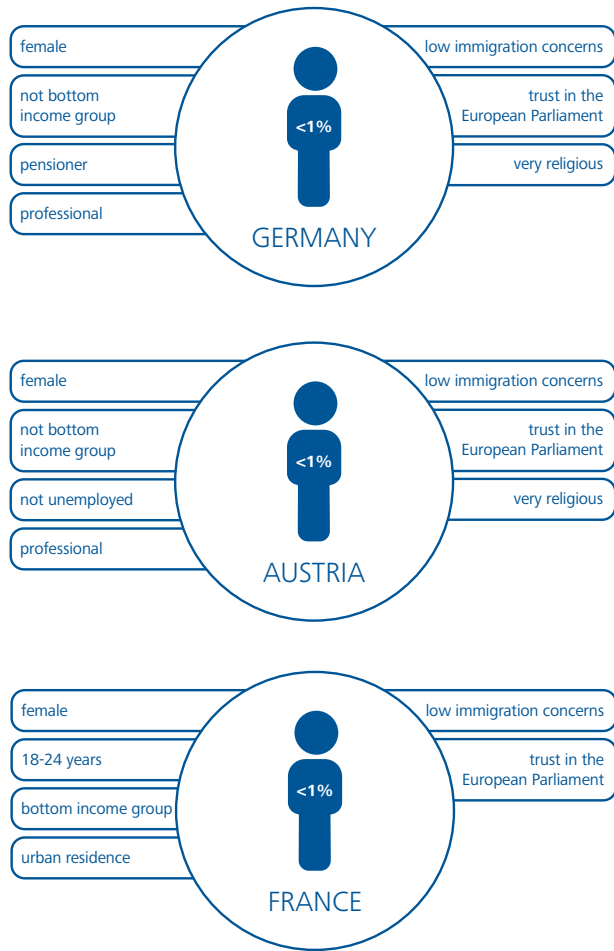 female
not bottom
income group
pensioner
professional
low immigration concerns
trust in the
European Parliament
very religious
<1%
GERMANY
female
not bottom
income group
not unemployed
professional
low immigration concerns
trust in the
European Parliament
very religious
<1%
AUSTRIA
female
18-24 years
bottom income group
urban residence
low immigration concerns
trust in the
European Parliament
<1%
FRANCE